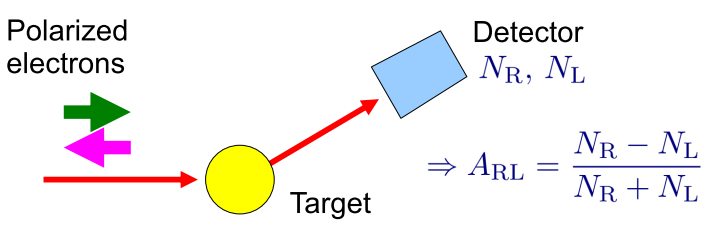 Polarized
electrons
Detector
N_R, N_L
⇒ A_RL = (N_R − N_L) / (N_R + N_L)
Target